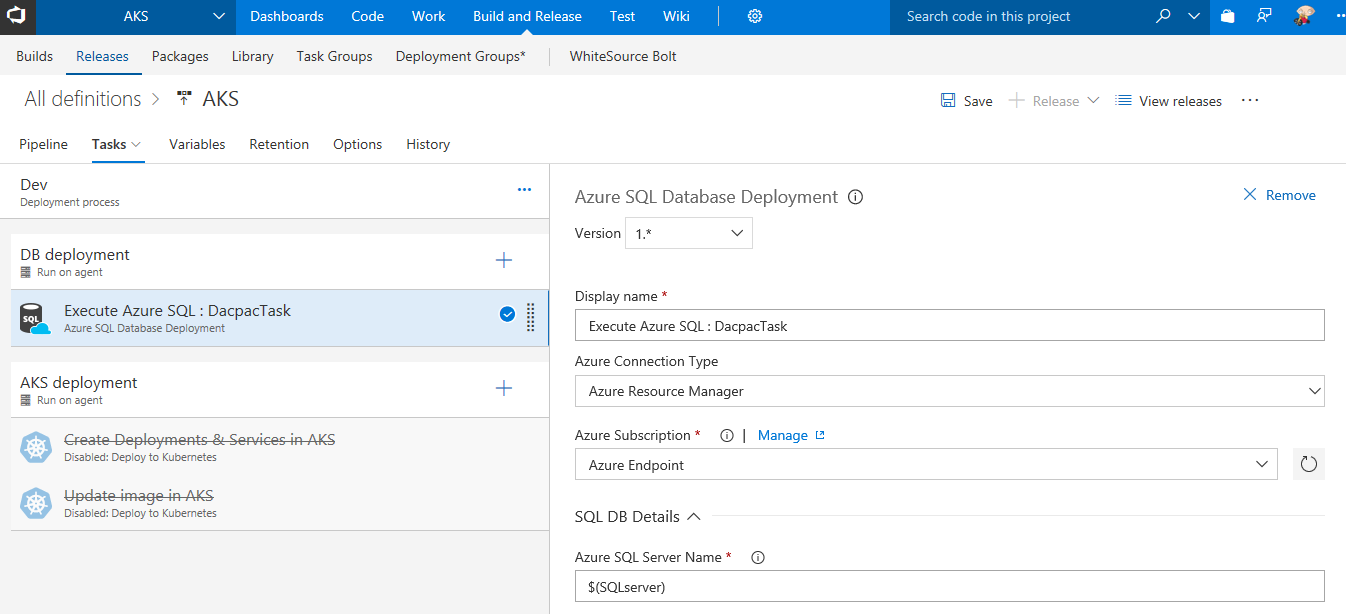 AKS Dashboards Code Work Build and Release Test Wiki Search code in this project
Builds Releases Packages Library Task Groups Deployment Groups* WhiteSource Bolt
All definitions > AKS Save Release View releases ...
Pipeline Tasks Variables Retention Options History
Dev
Deployment process
DB deployment
Run on agent
SQL
Execute Azure SQL : DacpacTask
Azure SQL Database Deployment
AKS deployment
Run on agent
Create Deployments & Services in AKS
Disabled: Deploy to Kubernetes
Update image in AKS
Disabled: Deploy to Kubernetes
Azure SQL Database Deployment Remove
Version 1.*
Display name *
Execute Azure SQL : DacpacTask
Azure Connection Type
Azure Resource Manager
Azure Subscription * | Manage
Azure Endpoint
SQL DB Details
Azure SQL Server Name *
$(SQLserver)